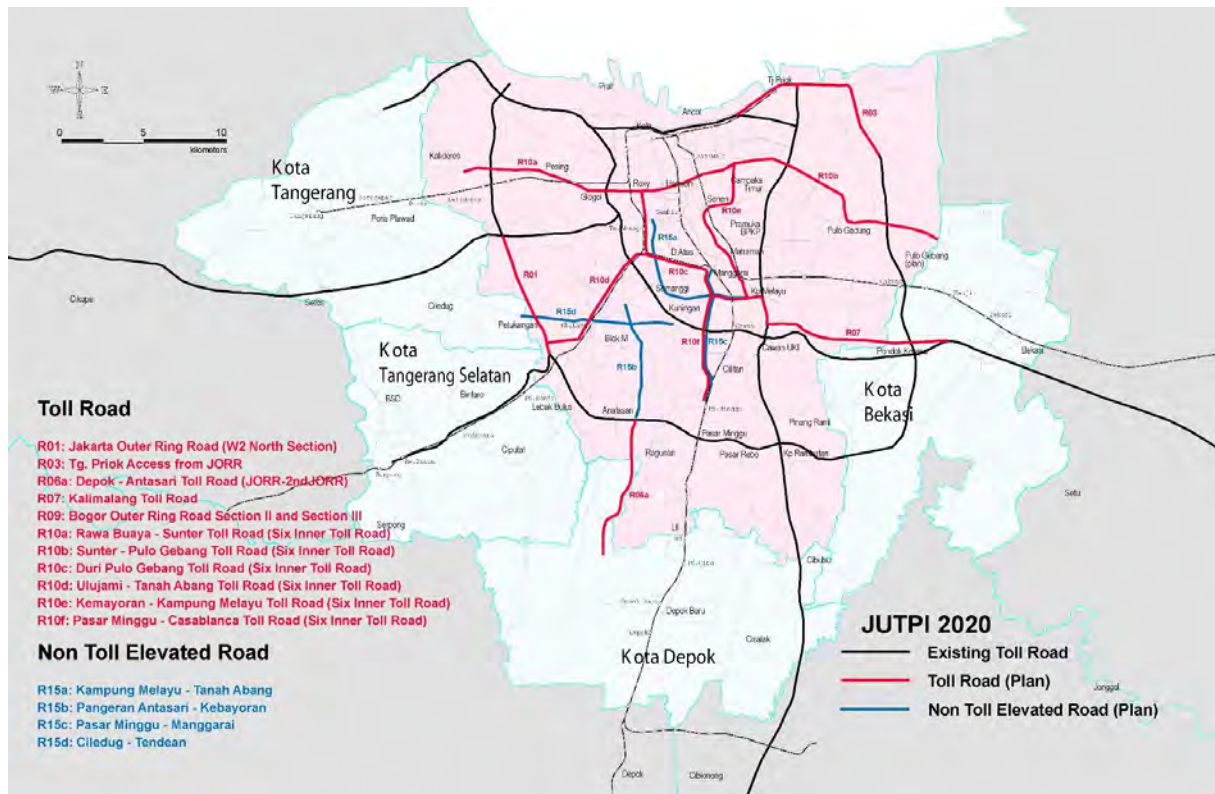 N
0 5 10
kilometers
Kota
Tangerang
Kota
Tangerang Selatan
Kota
Bekasi
Kota Depok
Tj Priok
Ancol
Kota
Kalideres
R10a
Pesing
Roxy
Harmoni
Cempaka
Timur
R10b
R03
Grogol
Senen
R10e
Pramuka
BPKP
Pulo Gadung
Pulo Gebang
(plan)
Poris Plawad
R15a
D.Atas
Matraman
Manggarai
R10c
Semanggi
R01
R10d
Kp Melayu
Kuningan
Cikupa
Ciledug
R15d
Petukangan
Blok M
R10f
R15c
Cawan UKI
R07
Bekasi
Cililitan
R15b
BSD
Bintaro
Lebak Bulus
Antasari
Pasar Minggu
Pinang Ranti
Ciputat
Ragunan
Pasar Rebo
Kp Rambutan
Setu
R06a
Serpong
UI
Cibubur
Depok Baru
Cisalak
Jonggol
Depok
Cibionong
Toll Road
R01: Jakarta Outer Ring Road (W2 North Section)
R03: Tg. Priok Access from JORR
R06a: Depok - Antasari Toll Road (JORR-2ndJORR)
R07: Kalimalang Toll Road
R09: Bogor Outer Ring Road Section II and Section III
R10a: Rawa Buaya - Sunter Toll Road (Six Inner Toll Road)
R10b: Sunter - Pulo Gebang Toll Road (Six Inner Toll Road)
R10c: Duri Pulo Gebang Toll Road (Six Inner Toll Road)
R10d: Ulujami - Tanah Abang Toll Road (Six Inner Toll Road)
R10e: Kemayoran - Kampung Melayu Toll Road (Six Inner Toll Road)
R10f: Pasar Minggu - Casablanca Toll Road (Six Inner Toll Road)
Non Toll Elevated Road
R15a: Kampung Melayu - Tanah Abang
R15b: Pangeran Antasari - Kebayoran
R15c: Pasar Minggu - Manggarai
R15d: Ciledug - Tendean
JUTPI 2020
Existing Toll Road
Toll Road (Plan)
Non Toll Elevated Road (Plan)